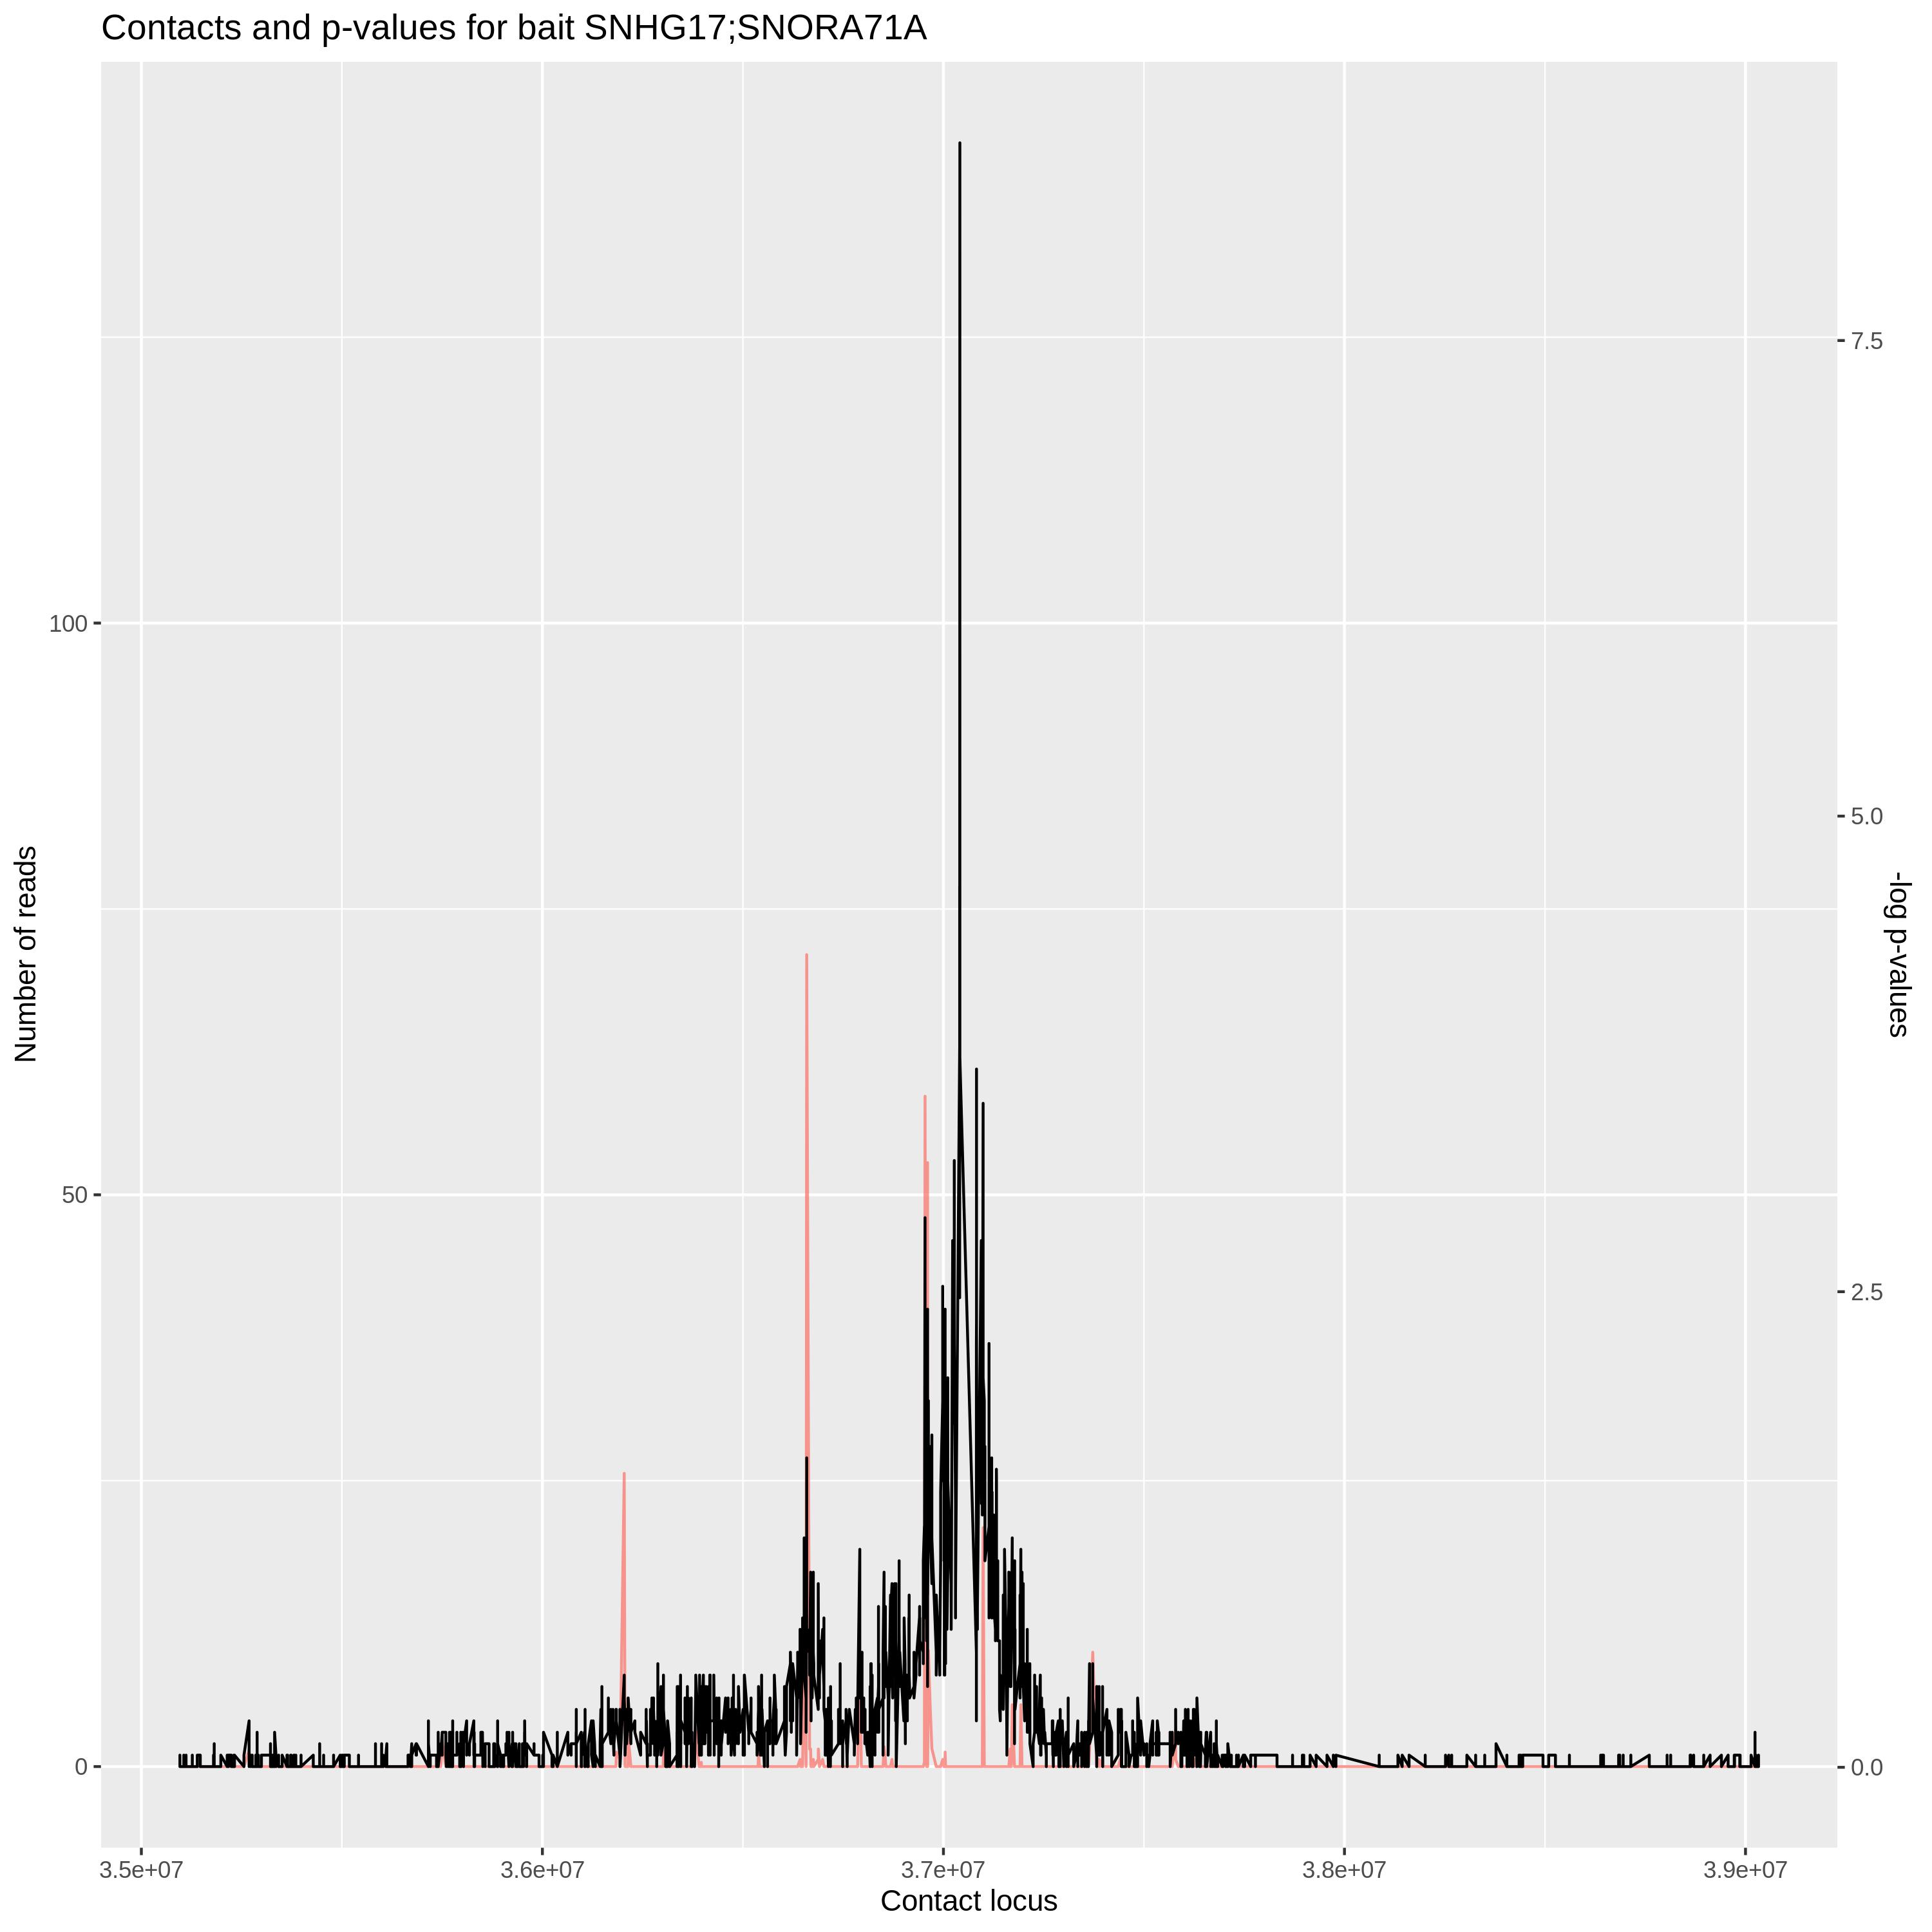 Contacts and p-values for bait SNHG17;SNORA71A
Number of reads
100
50
0
7.5
5.0
2.5
0.0
-log p-values
3.5e+07 3.6e+07 3.7e+07 3.8e+07 3.9e+07
Contact locus